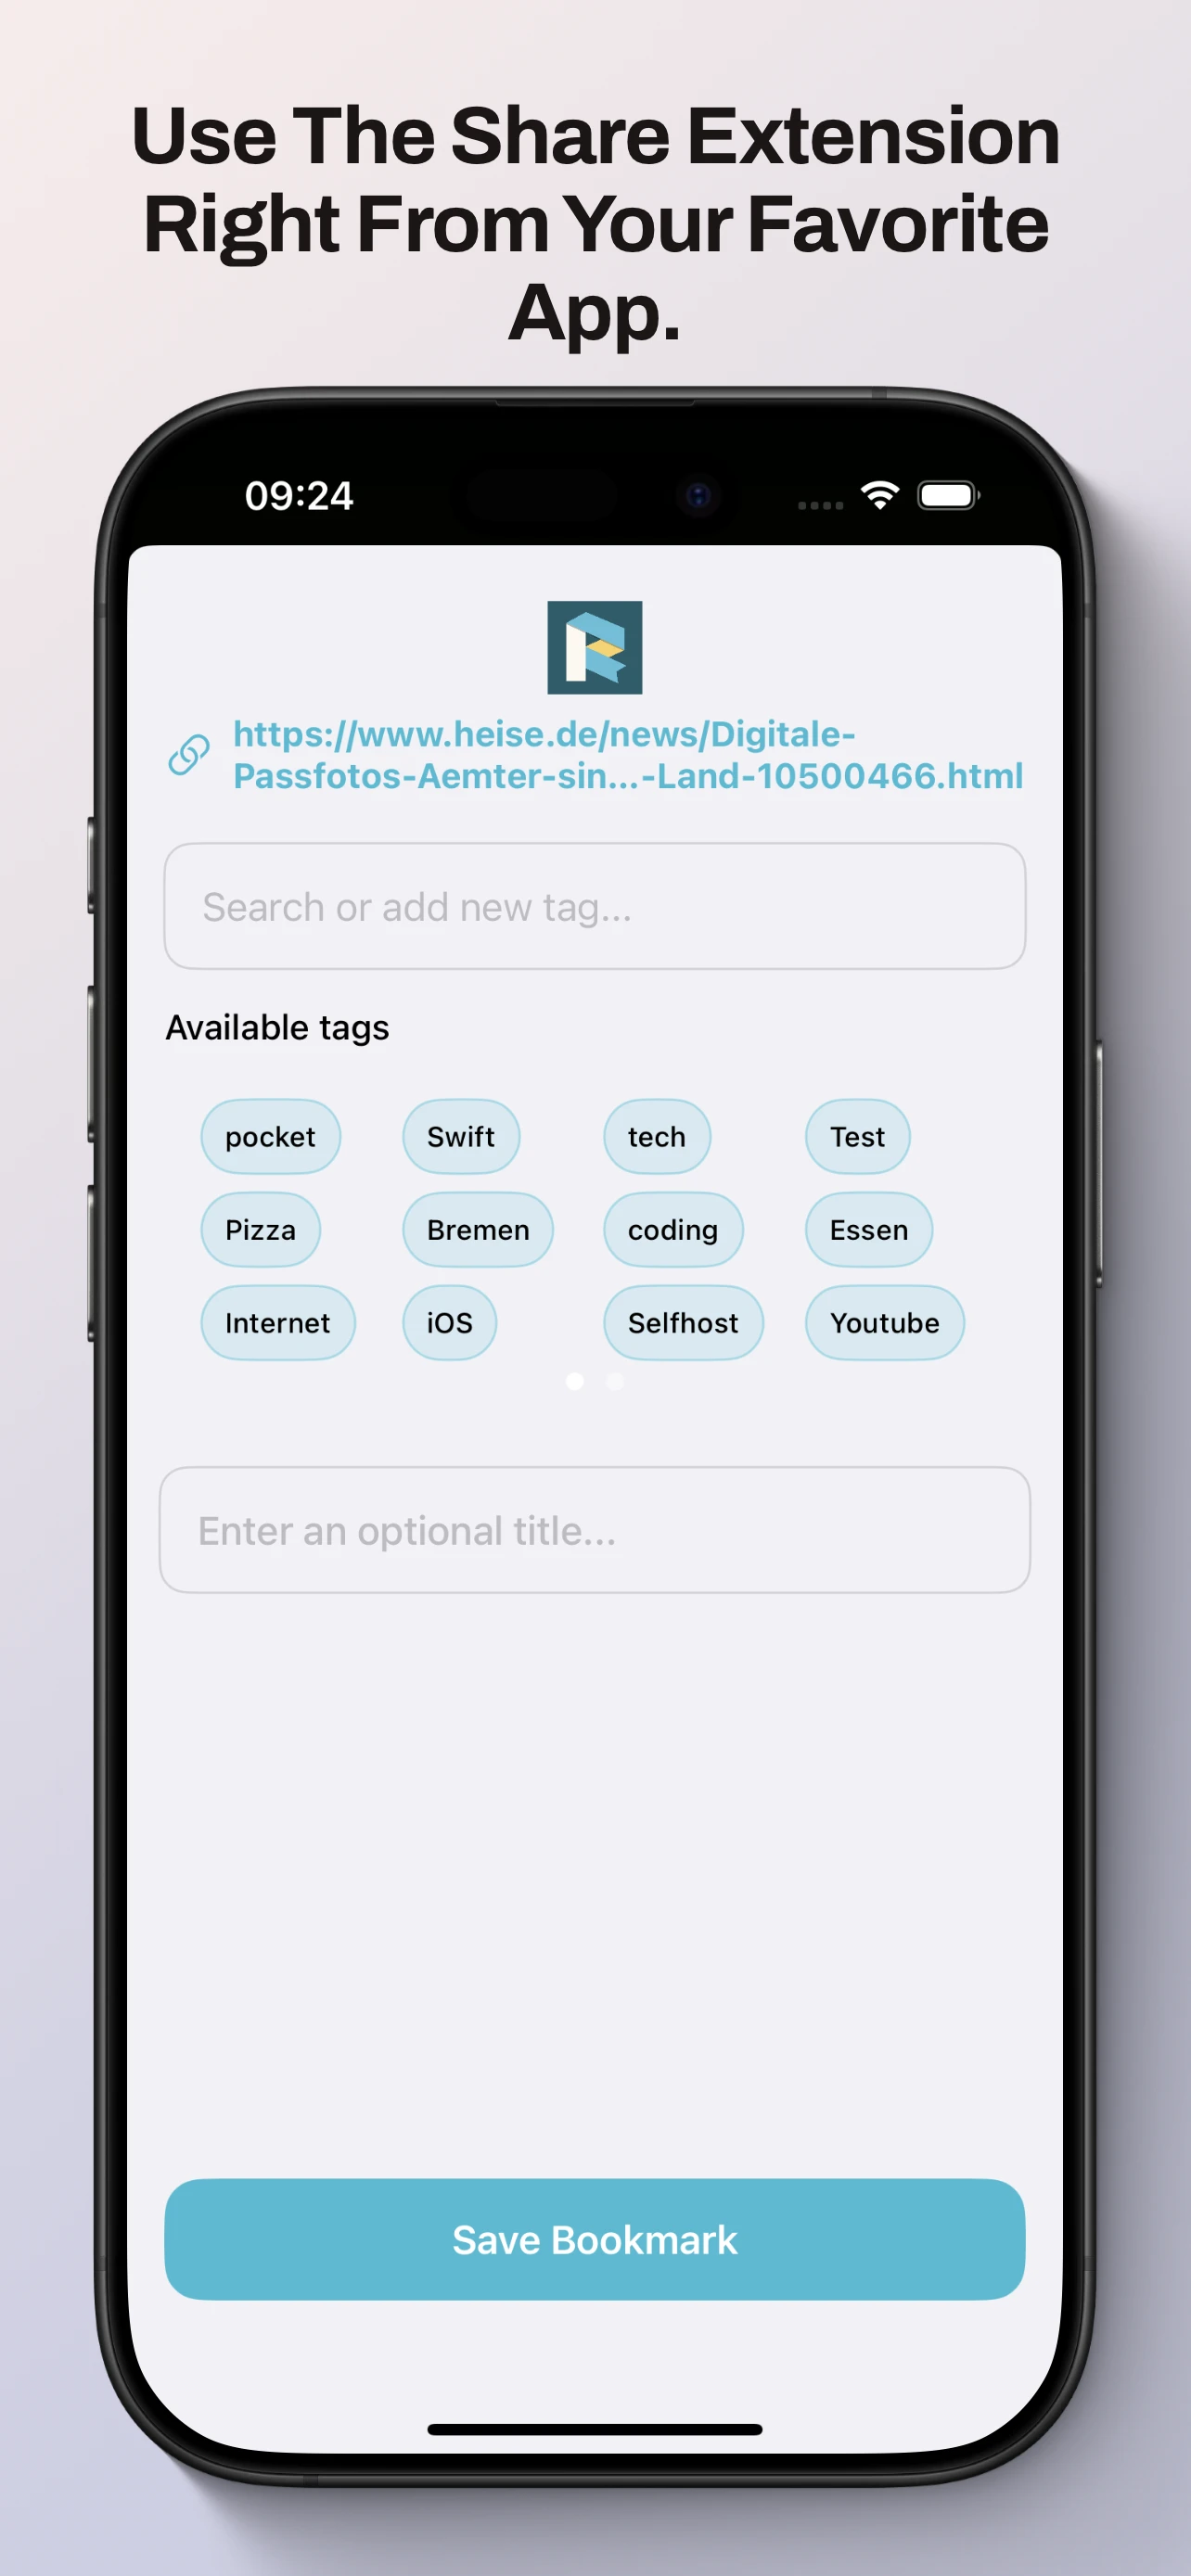 Use The Share Extension
Right From Your Favorite
App.
09:24
https://www.heise.de/news/Digitale-
Passfotos-Aemter-sin...-Land-10500466.html
Search or add new tag...
Available tags
pocket Swift tech Test
Pizza Bremen coding Essen
Internet iOS Selfhost Youtube
Enter an optional title...
Save Bookmark